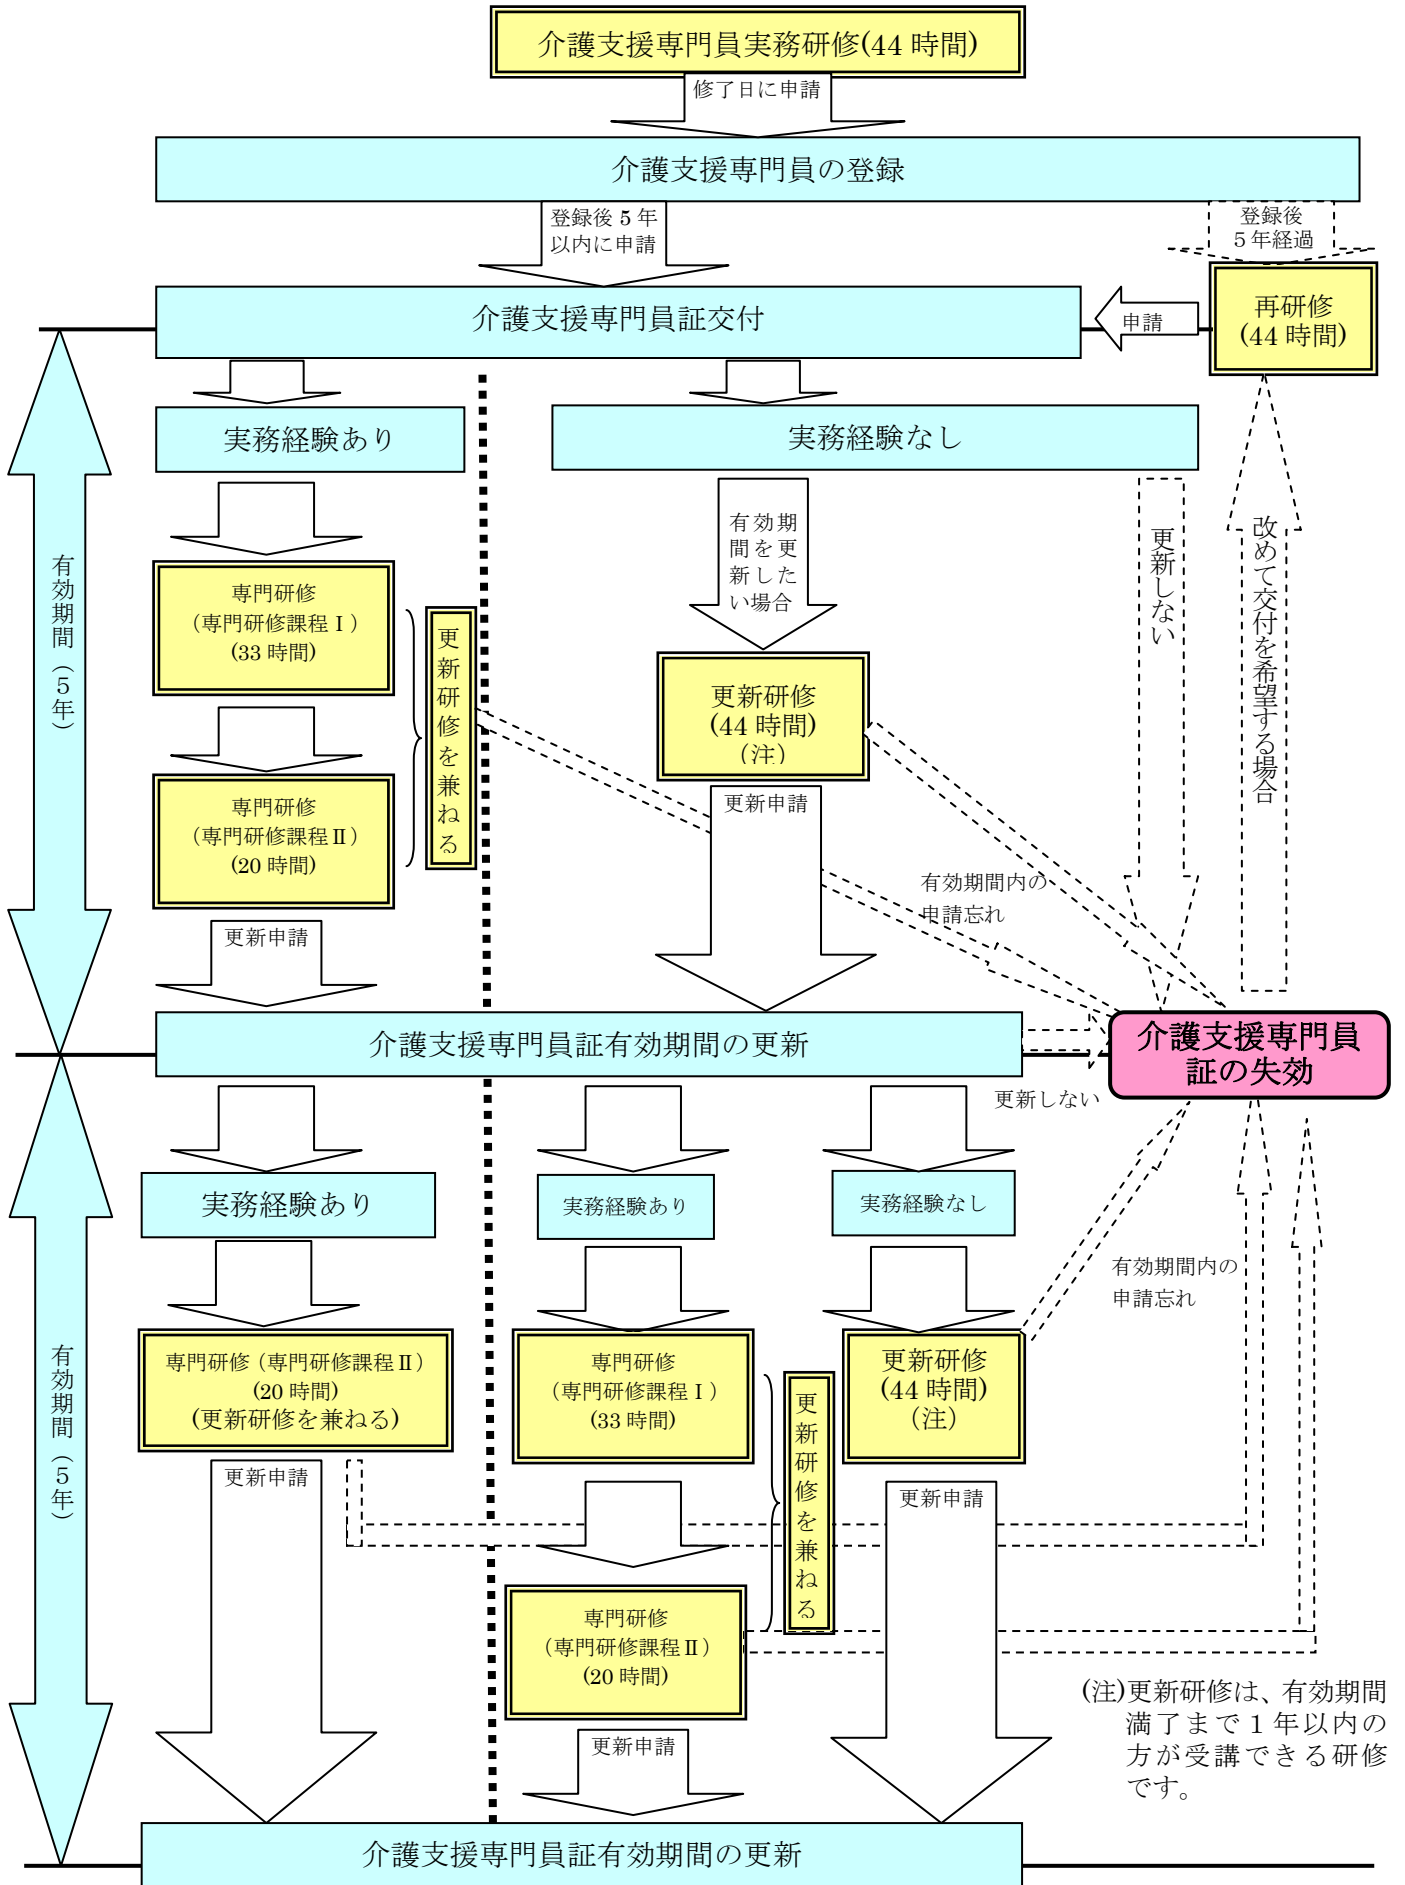 介護支援専門員実務研修(44 時間)
修了日に申請
介護支援専門員の登録
登録後 5 年
以内に申請
登録後
５年経過
介護支援専門員証交付
申請
再研修
(44 時間)
実務経験あり
実務経験なし
有効期間（５年）
専門研修
（専門研修課程Ⅰ）
(33 時間)
更新研修を兼ねる
専門研修
（専門研修課程Ⅱ）
(20 時間)
更新申請
有効期
間を更
新した
い場合
更新研修
(44 時間)
（注）
更新申請
更新しない
改めて交付を希望する場合
有効期間内の
申請忘れ
介護支援専門員証有効期間の更新
更新しない
介護支援専門員
証の失効
有効期間（５年）
実務経験あり
実務経験あり
実務経験なし
有効期間内の
申請忘れ
専門研修（専門研修課程Ⅱ）
(20 時間)
(更新研修を兼ねる)
更新申請
専門研修
（専門研修課程Ⅰ）
(33 時間)
更新研修を兼ねる
更新研修
(44 時間)
（注）
更新申請
専門研修
（専門研修課程Ⅱ）
(20 時間)
更新申請
(注)更新研修は、有効期間
満了まで１年以内の
方が受講できる研修
です。
介護支援専門員証有効期間の更新